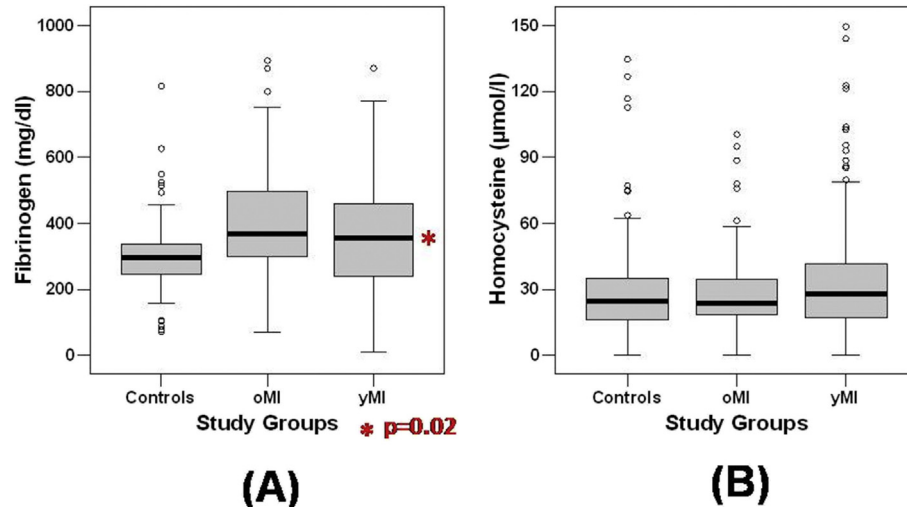 1000
800
600
400
200
0
Fibrinogen (mg/dl)
*
Controls oMI yMI
Study Groups
* p=0.02
(A)
150
120
90
60
30
0
Homocysteine (µmol/l)
Controls oMI yMI
Study Groups
(B)